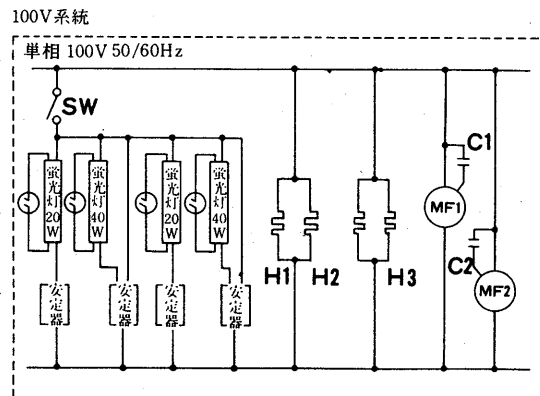 100V系統
単相 100V 50/60Hz
SW
蛍光灯20W
蛍光灯40W
蛍光灯20W
蛍光灯40W
C1
MF1
C2
MF2
H1
H2
H3
安定器
安定器
安定器
安定器